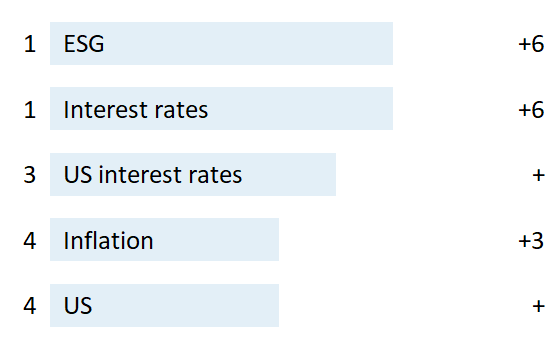 1 ESG +6
1 Interest rates +6
3 US interest rates +
4 Inflation +3
4 US +